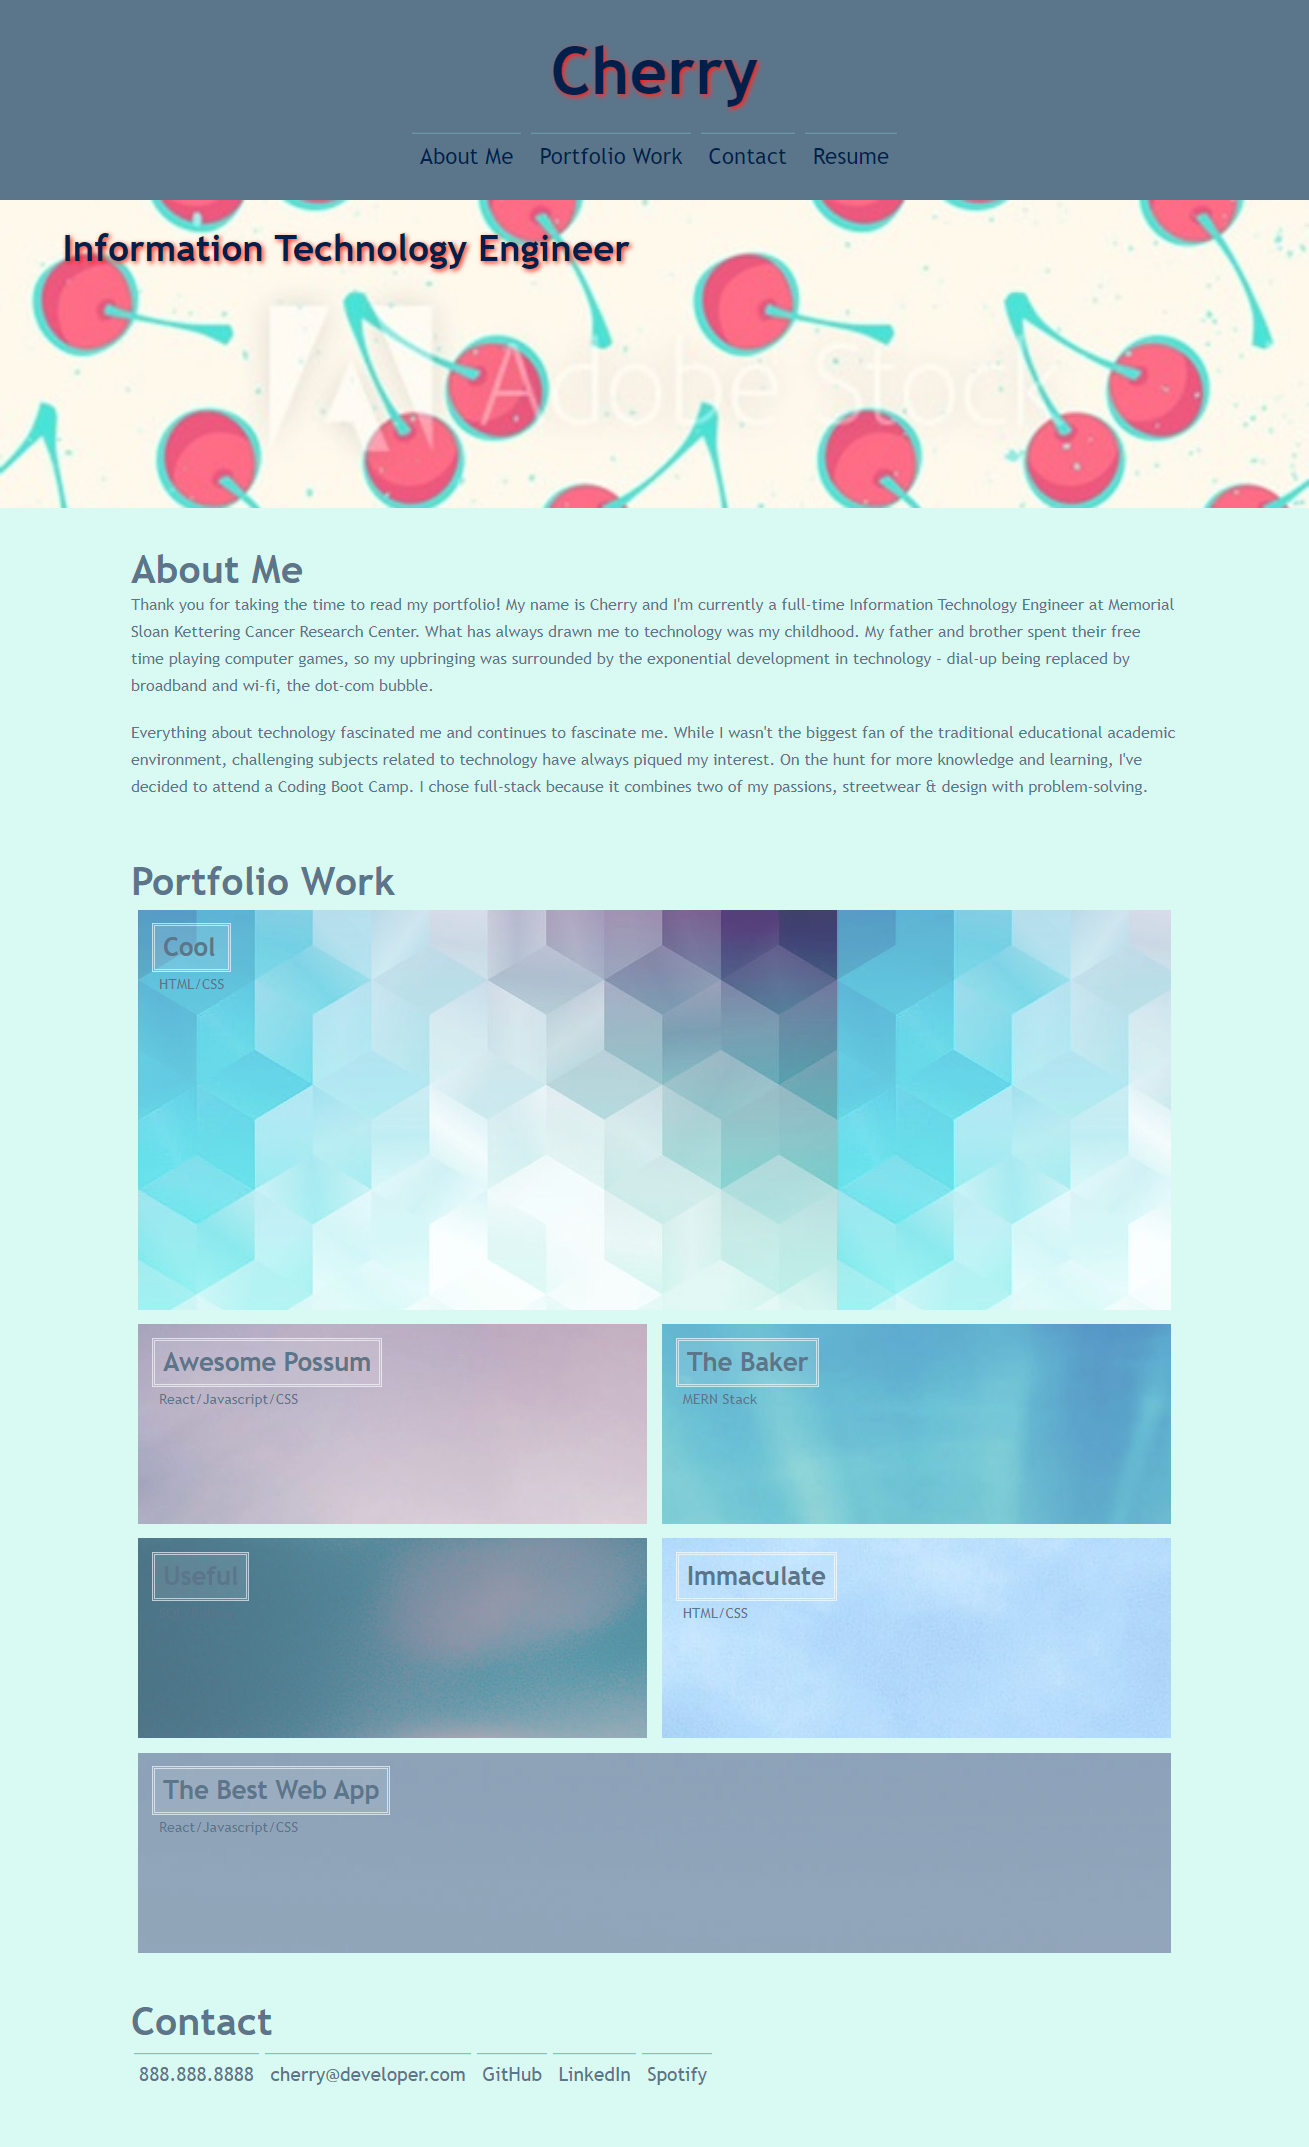 Cherry
About Me Portfolio Work Contact Resume
Information Technology Engineer
Adobe Stock
About Me
Thank you for taking the time to read my portfolio! My name is Cherry and I'm currently a full-time Information Technology Engineer at Memorial
Sloan Kettering Cancer Research Center. What has always drawn me to technology was my childhood. My father and brother spent their free
time playing computer games, so my upbringing was surrounded by the exponential development in technology - dial-up being replaced by
broadband and wi-fi, the dot-com bubble.
Everything about technology fascinated me and continues to fascinate me. While I wasn't the biggest fan of the traditional educational academic
environment, challenging subjects related to technology have always piqued my interest. On the hunt for more knowledge and learning, I've
decided to attend a Coding Boot Camp. I chose full-stack because it combines two of my passions, streetwear & design with problem-solving.
Portfolio Work
Cool
HTML/CSS
Awesome Possum
React/Javascript/CSS
The Baker
MERN Stack
Useful
Immaculate
HTML/CSS
The Best Web App
React/Javascript/CSS
Contact
888.888.8888 cherry@developer.com GitHub LinkedIn Spotify